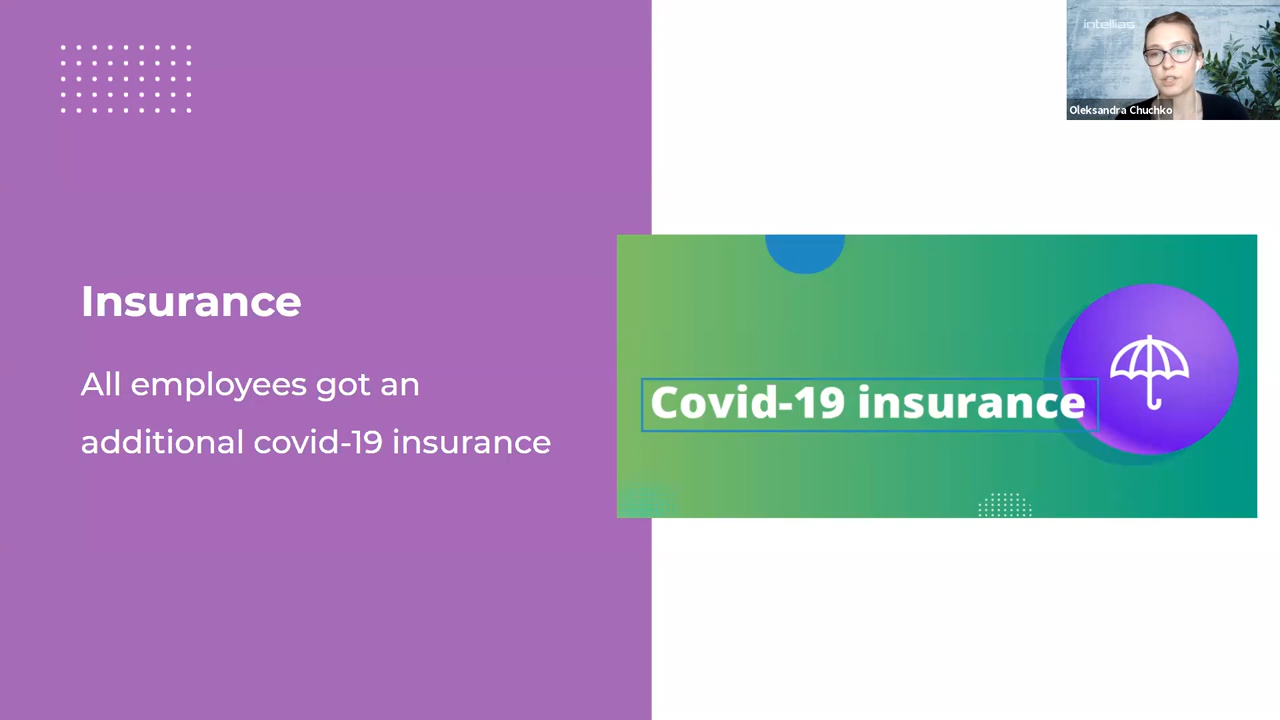 intellias
Oleksandra Chuchko
Insurance
All employees got an
additional covid-19 insurance
Covid-19 insurance